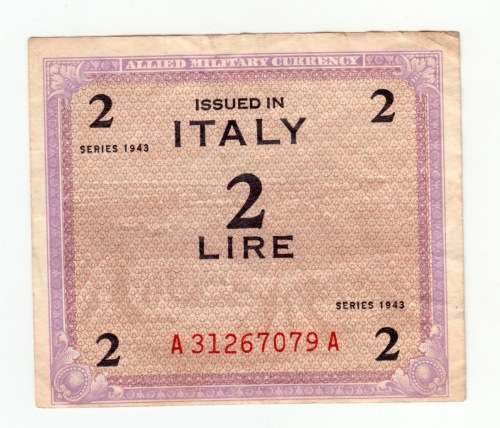 ALLIED MILITARY CURRENCY
2 ISSUED IN 2
SERIES 1943 ITALY
2
LIRE
SERIES 1943
2 A 31267079 A 2